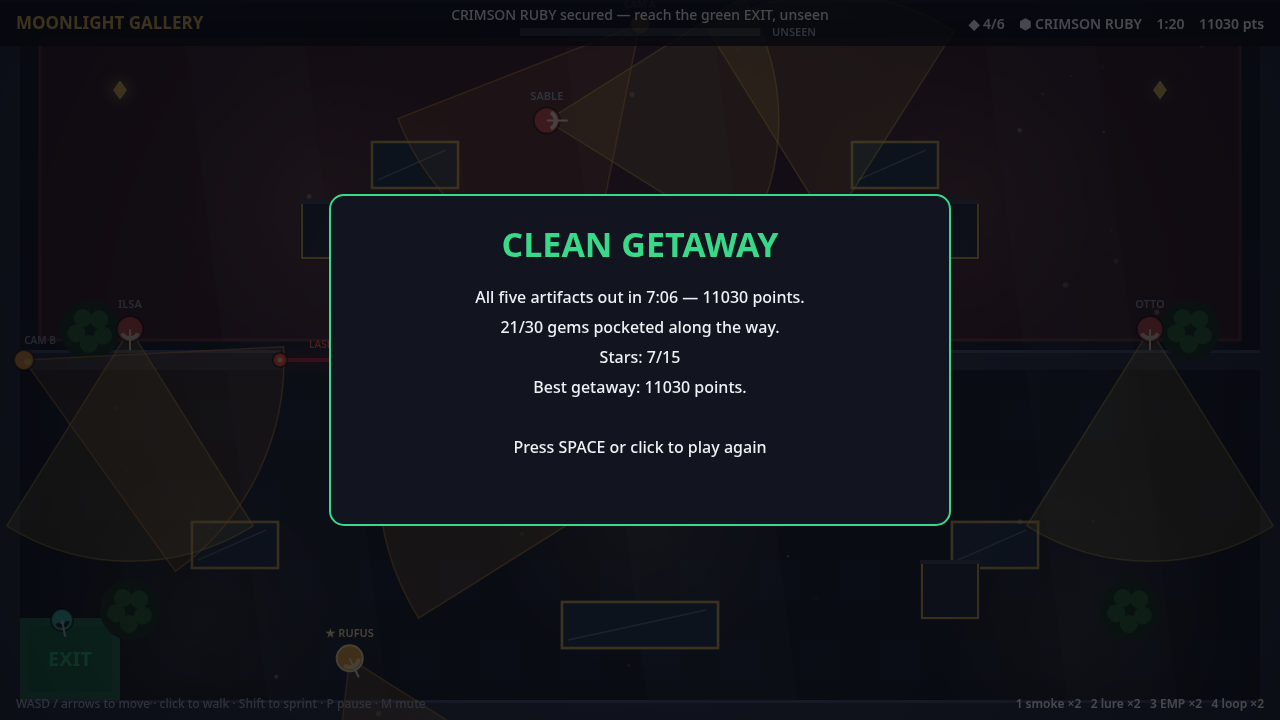 MOONLIGHT GALLERY
CRIMSON RUBY secured — reach the green EXIT, unseen
UNSEEN
◆ 4/6 ⬢ CRIMSON RUBY 1:20 11030 pts
SABLE
ILSA
OTTO
CAM B
CLEAN GETAWAY
All five artifacts out in 7:06 — 11030 points.
21/30 gems pocketed along the way.
Stars: 7/15
Best getaway: 11030 points.
Press SPACE or click to play again
★ RUFUS
EXIT
WASD / arrows to move · click to walk · Shift to sprint · P pause · M mute
1 smoke ×2 2 lure ×2 3 EMP ×2 4 loop ×2